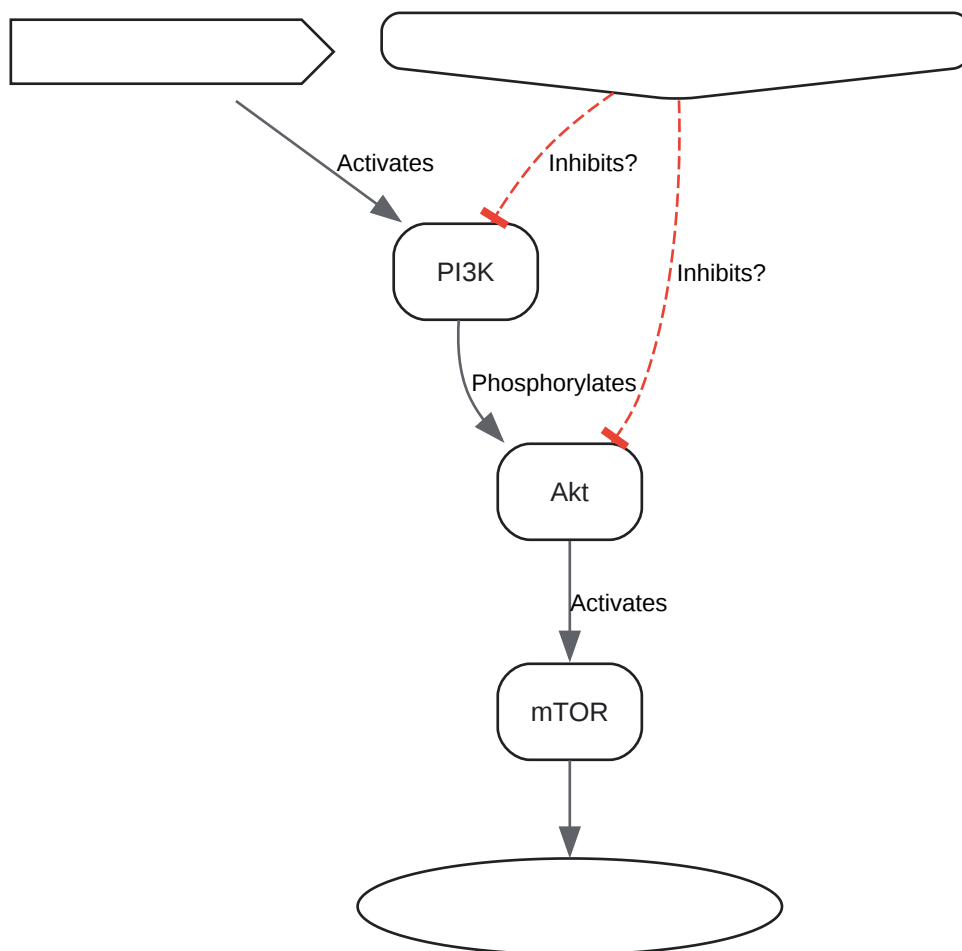 Activates
Inhibits?
PI3K
Inhibits?
Phosphorylates
Akt
Activates
mTOR